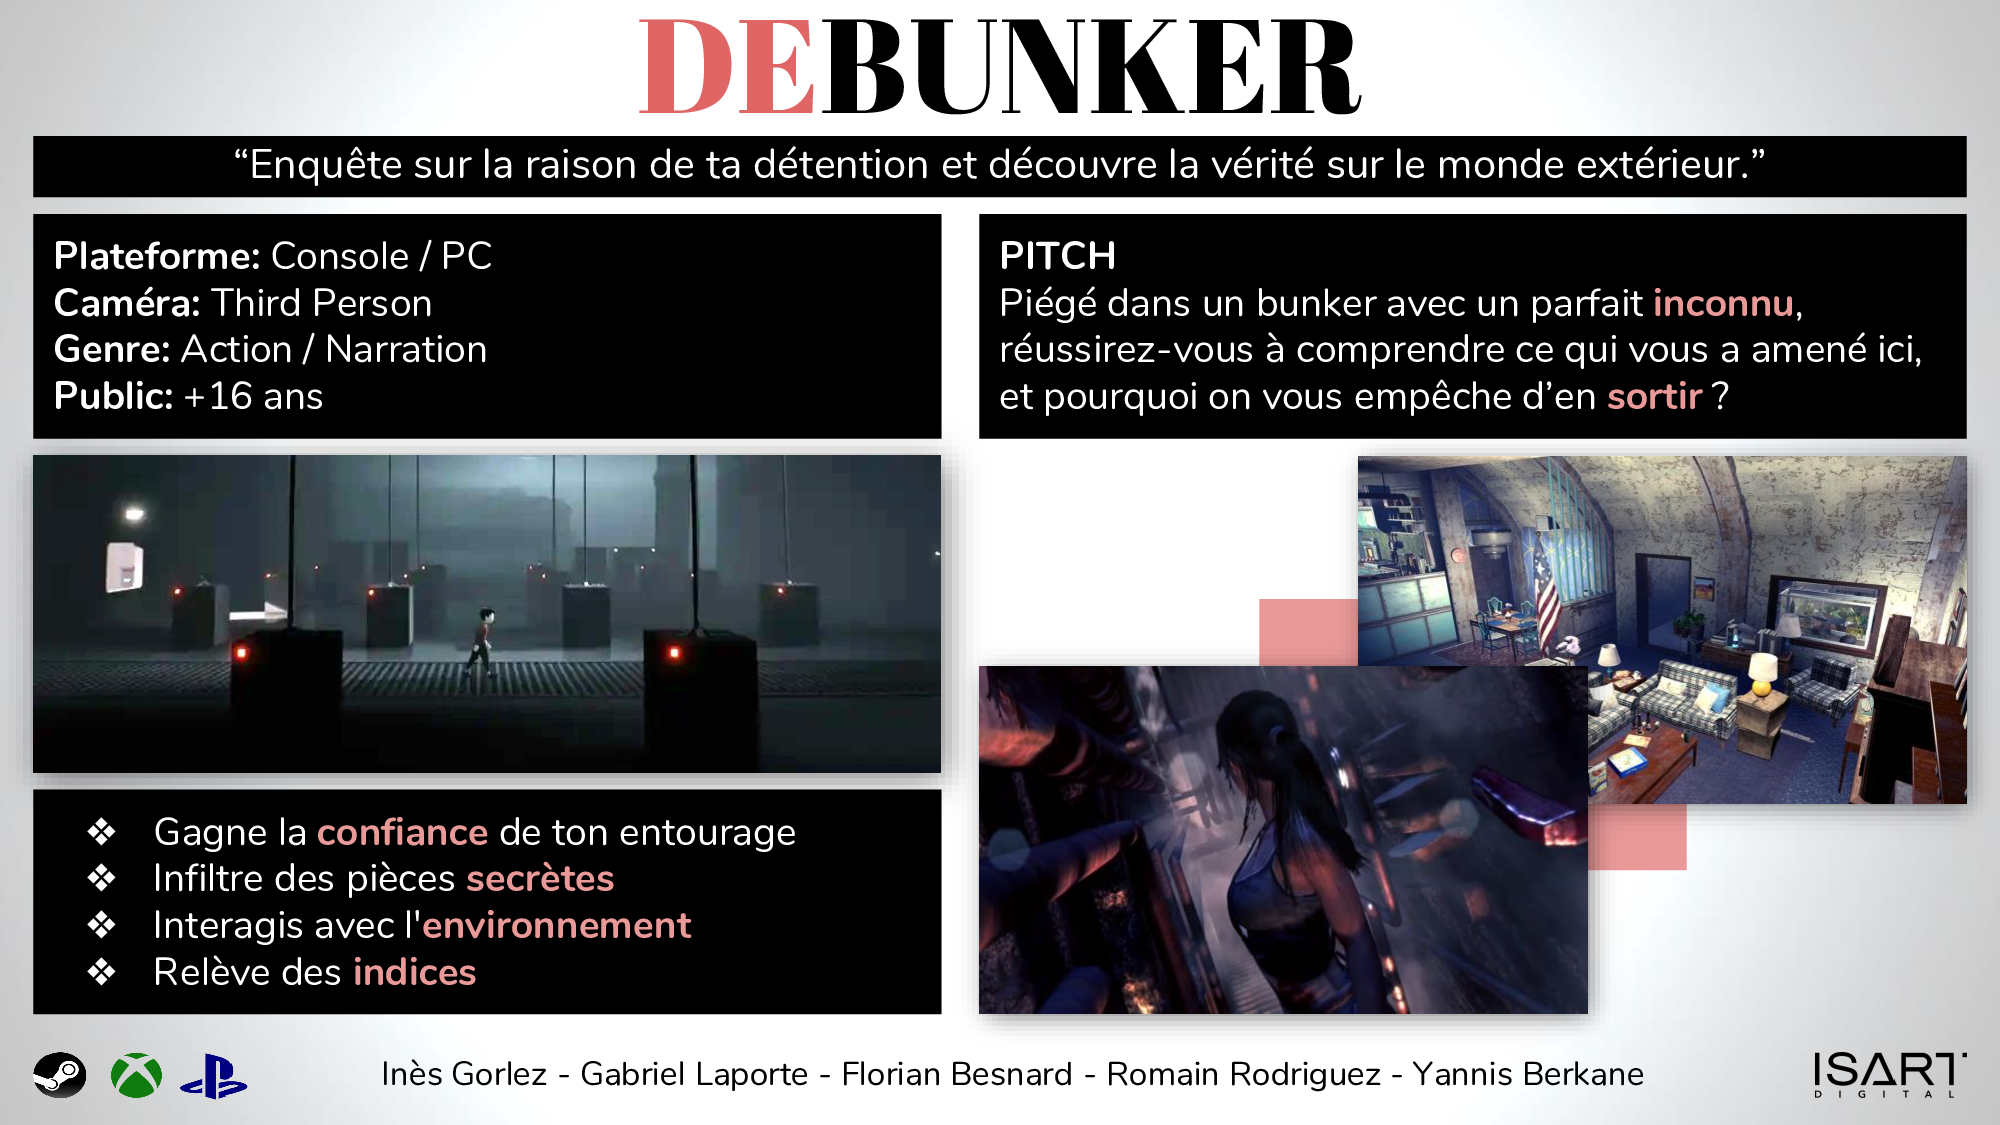 DEBUNKER
“Enquête sur la raison de ta détention et découvre la vérité sur le monde extérieur.”
Plateforme: Console / PC
Caméra: Third Person
Genre: Action / Narration
Public: +16 ans
PITCH
Piégé dans un bunker avec un parfait inconnu,
réussirez-vous à comprendre ce qui vous a amené ici,
et pourquoi on vous empêche d’en sortir ?
❖ Gagne la confiance de ton entourage
❖ Infiltre des pièces secrètes
❖ Interagis avec l'environnement
❖ Relève des indices
Inès Gorlez - Gabriel Laporte - Florian Besnard - Romain Rodriguez - Yannis Berkane
ISART
DIGITAL